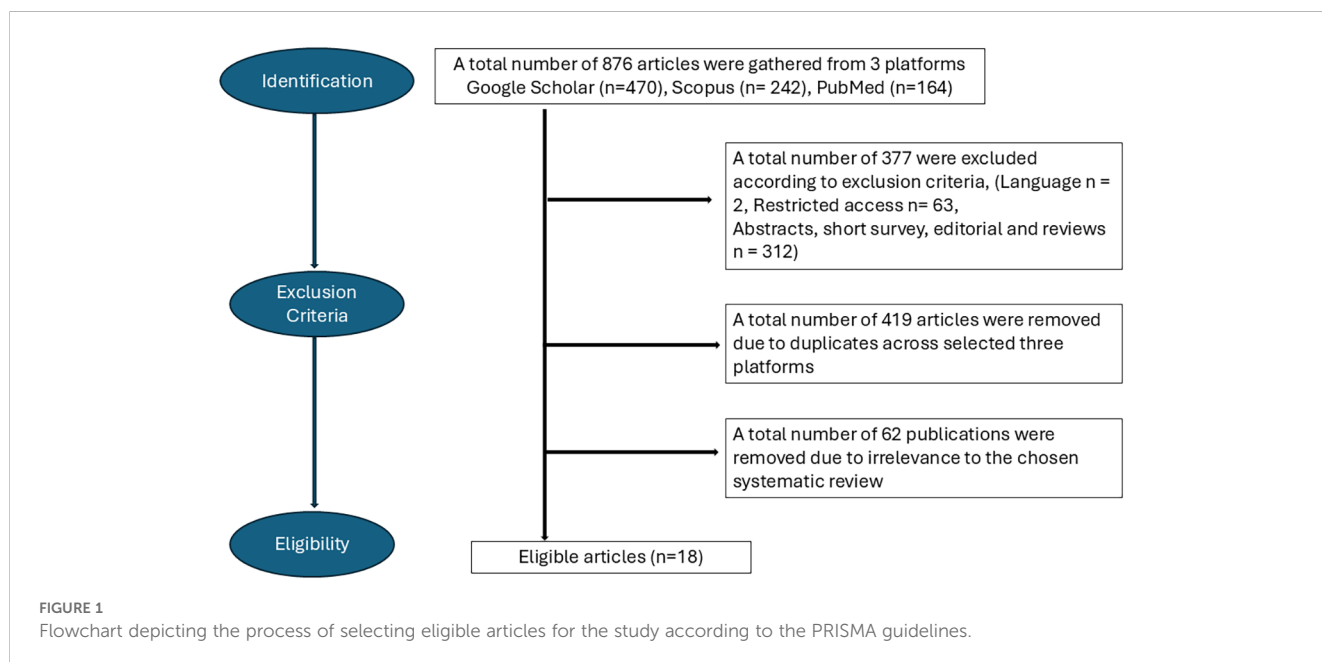 Identification
A total number of 876 articles were gathered from 3 platforms
Google Scholar (n=470), Scopus (n= 242), PubMed (n=164)
A total number of 377 were excluded
according to exclusion criteria, (Language n =
2, Restricted access n= 63,
Abstracts, short survey, editorial and reviews
n = 312)
Exclusion
Criteria
A total number of 419 articles were removed
due to duplicates across selected three
platforms
A total number of 62 publications were
removed due to irrelevance to the chosen
systematic review
Eligibility
Eligible articles (n=18)
FIGURE 1
Flowchart depicting the process of selecting eligible articles for the study according to the PRISMA guidelines.